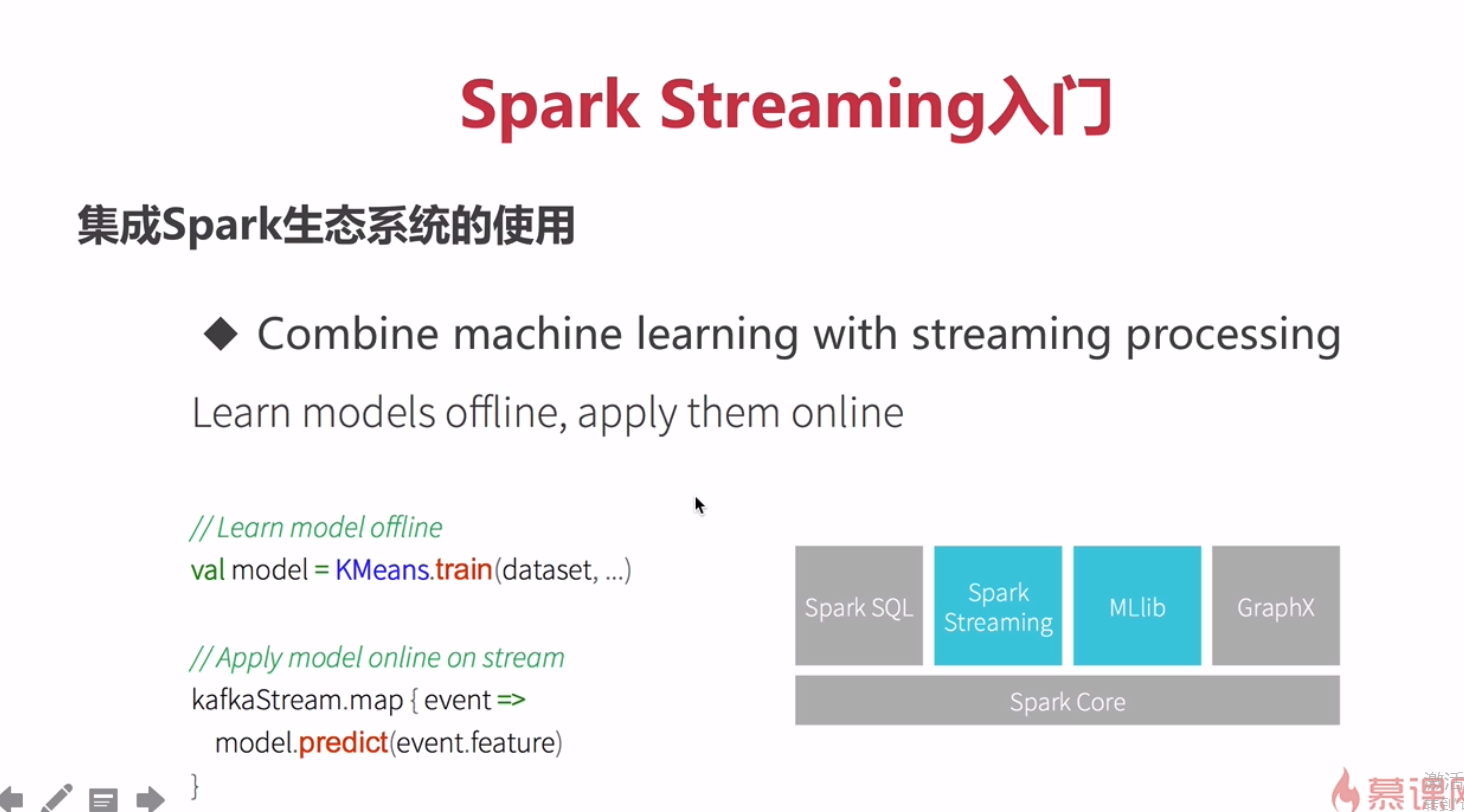 Spark Streaming入门
集成Spark生态系统的使用
◆ Combine machine learning with streaming processing
Learn models offline, apply them online
// Learn model offline
val model = KMeans.train(dataset, ...)
// Apply model online on stream
kafkaStream.map { event =>
model.predict(event.feature)
}
Spark SQL
Spark
Streaming
MLlib
GraphX
Spark Core
慕课网
激活